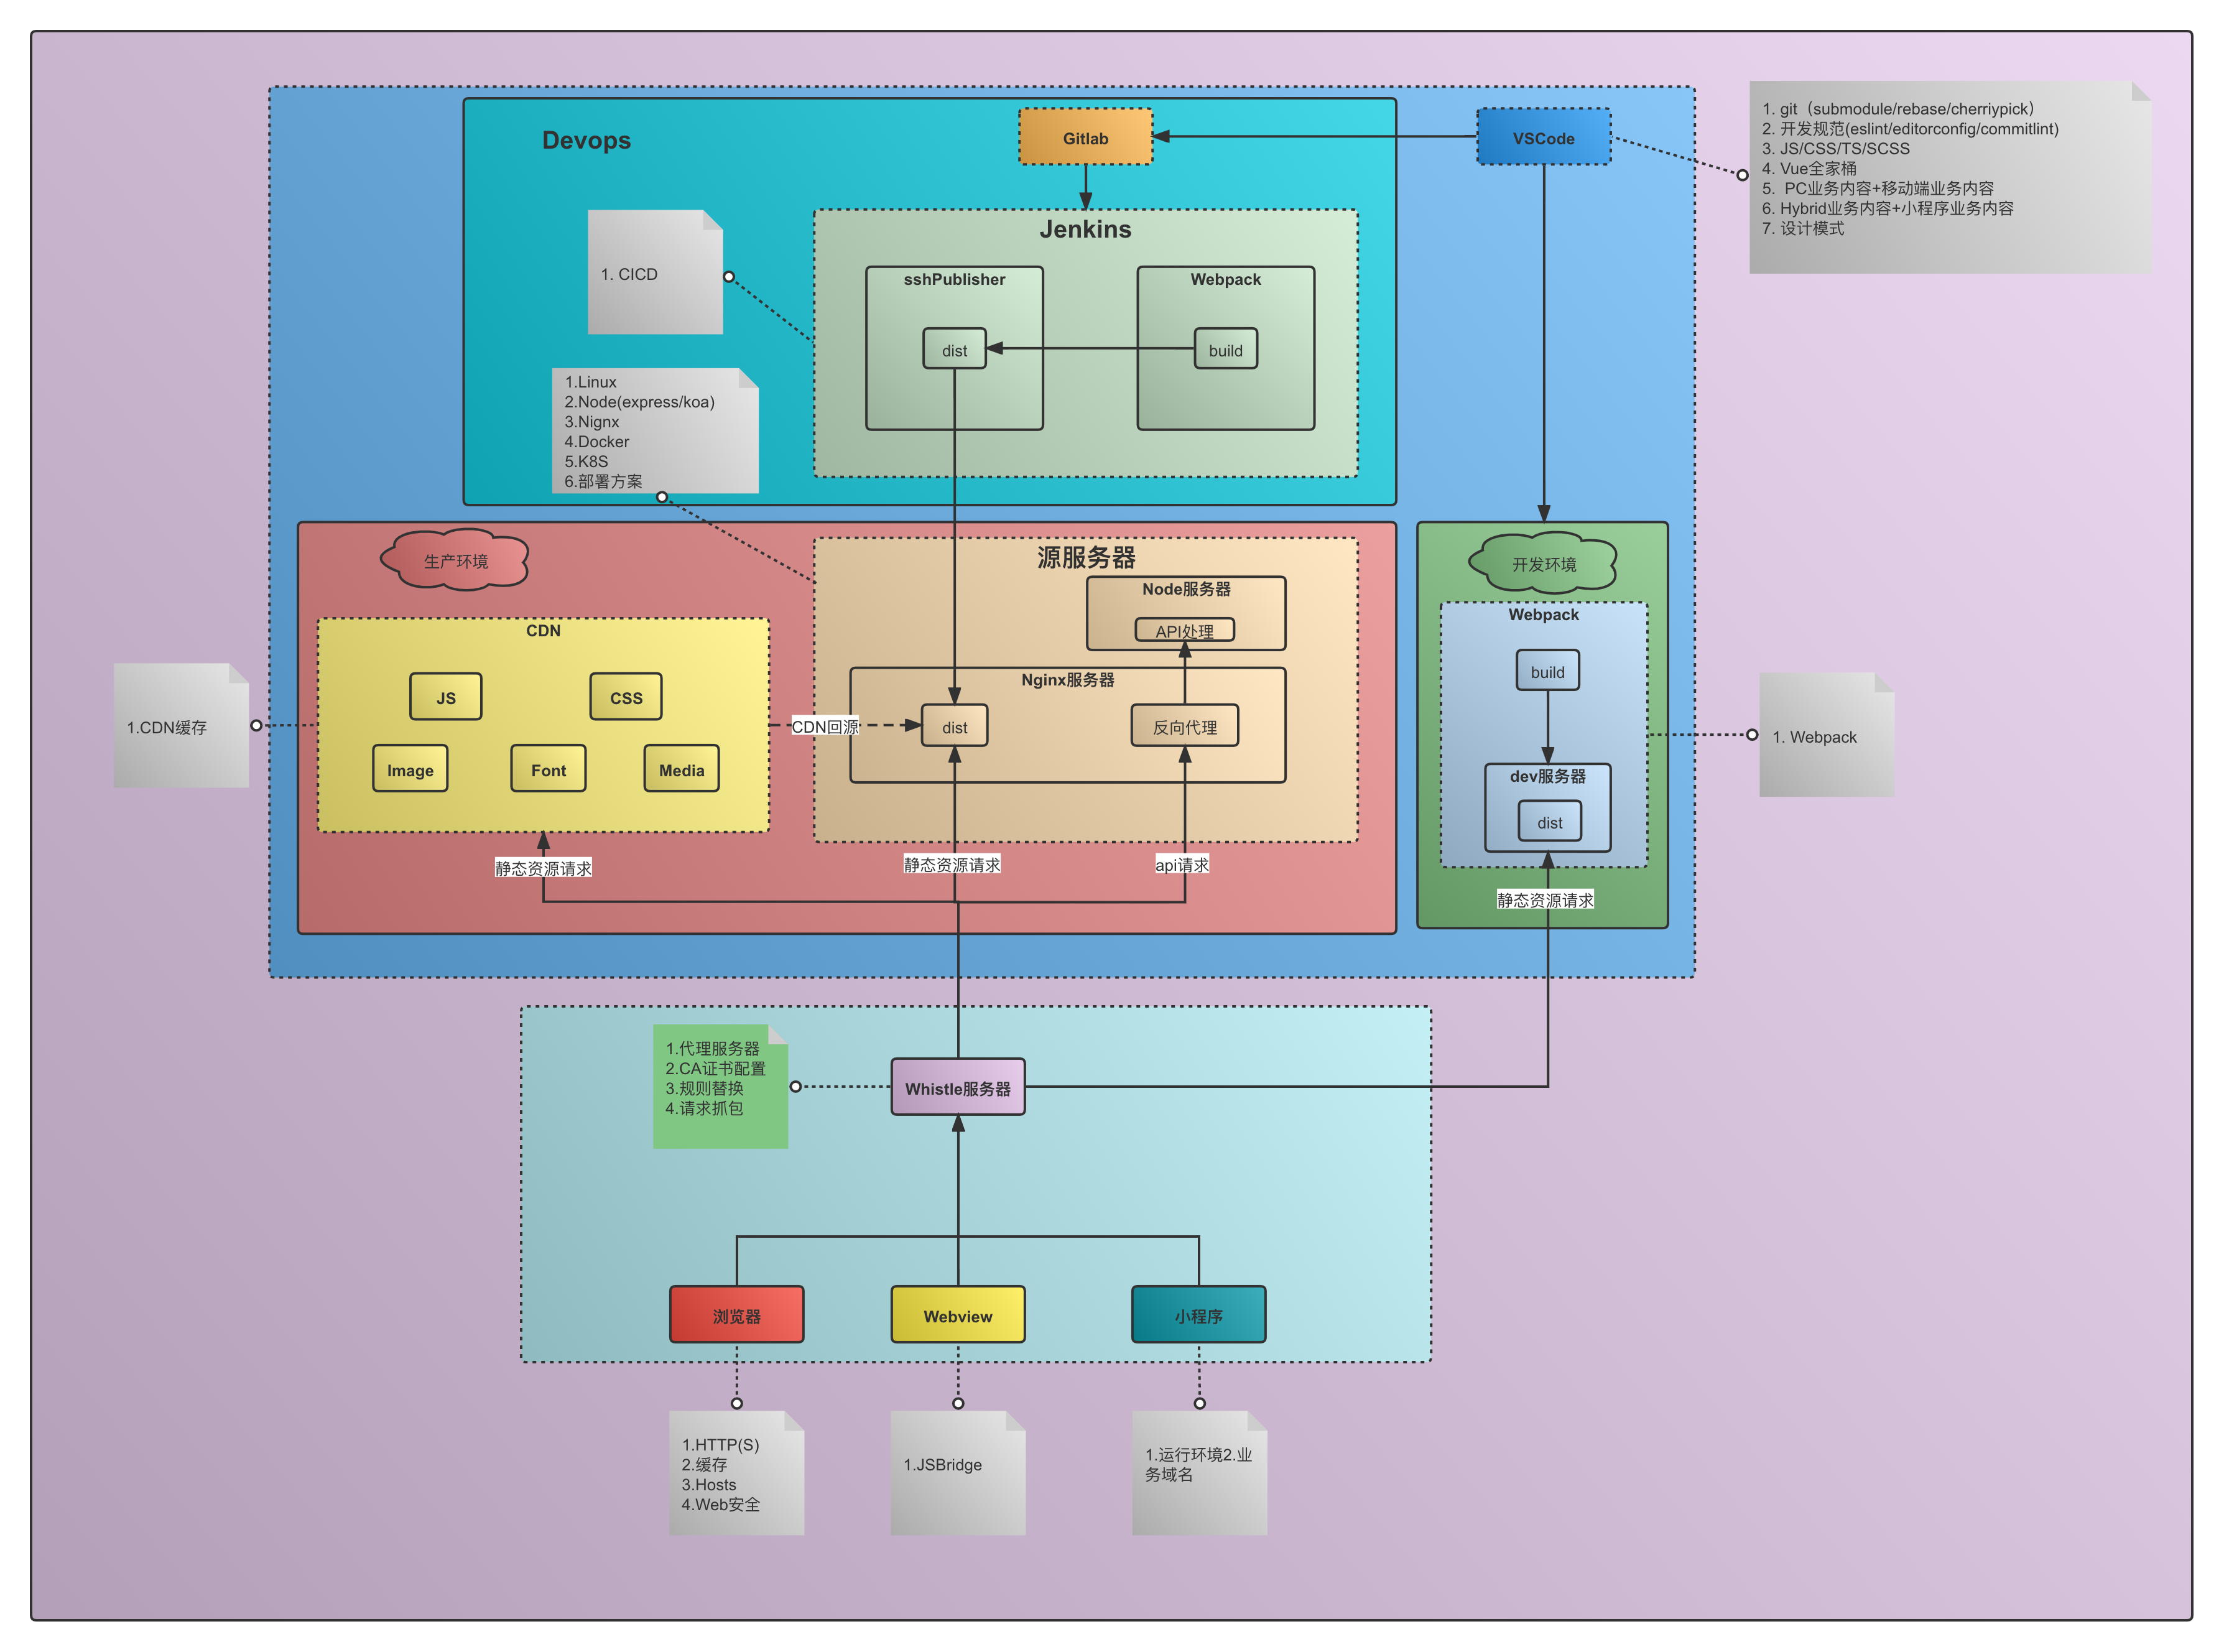 Devops
Gitlab
VSCode
1. git（submodule/rebase/cherriypick）
2. 开发规范(eslint/editorconfig/commitlint)
3. JS/CSS/TS/SCSS
4. Vue全家桶
5.  PC业务内容+移动端业务内容
6. Hybrid业务内容+小程序业务内容
7. 设计模式
Jenkins
1. CICD
sshPublisher
Webpack
dist
build
1.Linux
2.Node(express/koa)
3.Nignx
4.Docker
5.K8S
6.部署方案
生产环境
源服务器
开发环境
Node服务器
API处理
Webpack
CDN
build
Nginx服务器
JS
CSS
1.CDN缓存
CDN回源
dist
反向代理
1. Webpack
Image
Font
Media
dev服务器
dist
静态资源请求
静态资源请求
api请求
静态资源请求
1.代理服务器
2.CA证书配置
3.规则替换
4.请求抓包
Whistle服务器
浏览器
Webview
小程序
1.HTTP(S)
2.缓存
3.Hosts
4.Web安全
1.JSBridge
1.运行环境2.业
务域名